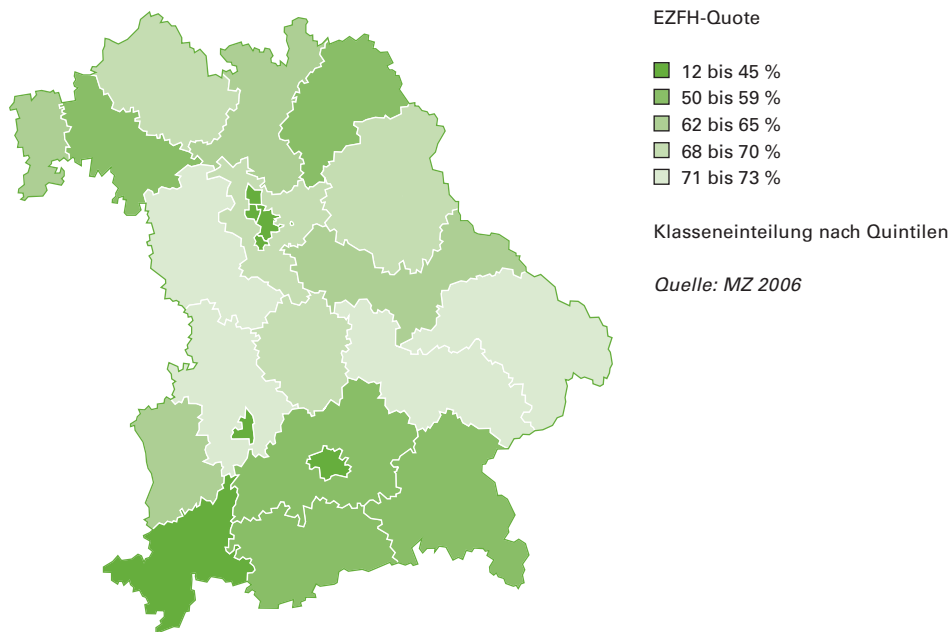 EZFH-Quote
12 bis 45 %
50 bis 59 %
62 bis 65 %
68 bis 70 %
71 bis 73 %
Klasseneinteilung nach Quintilen
Quelle: MZ 2006